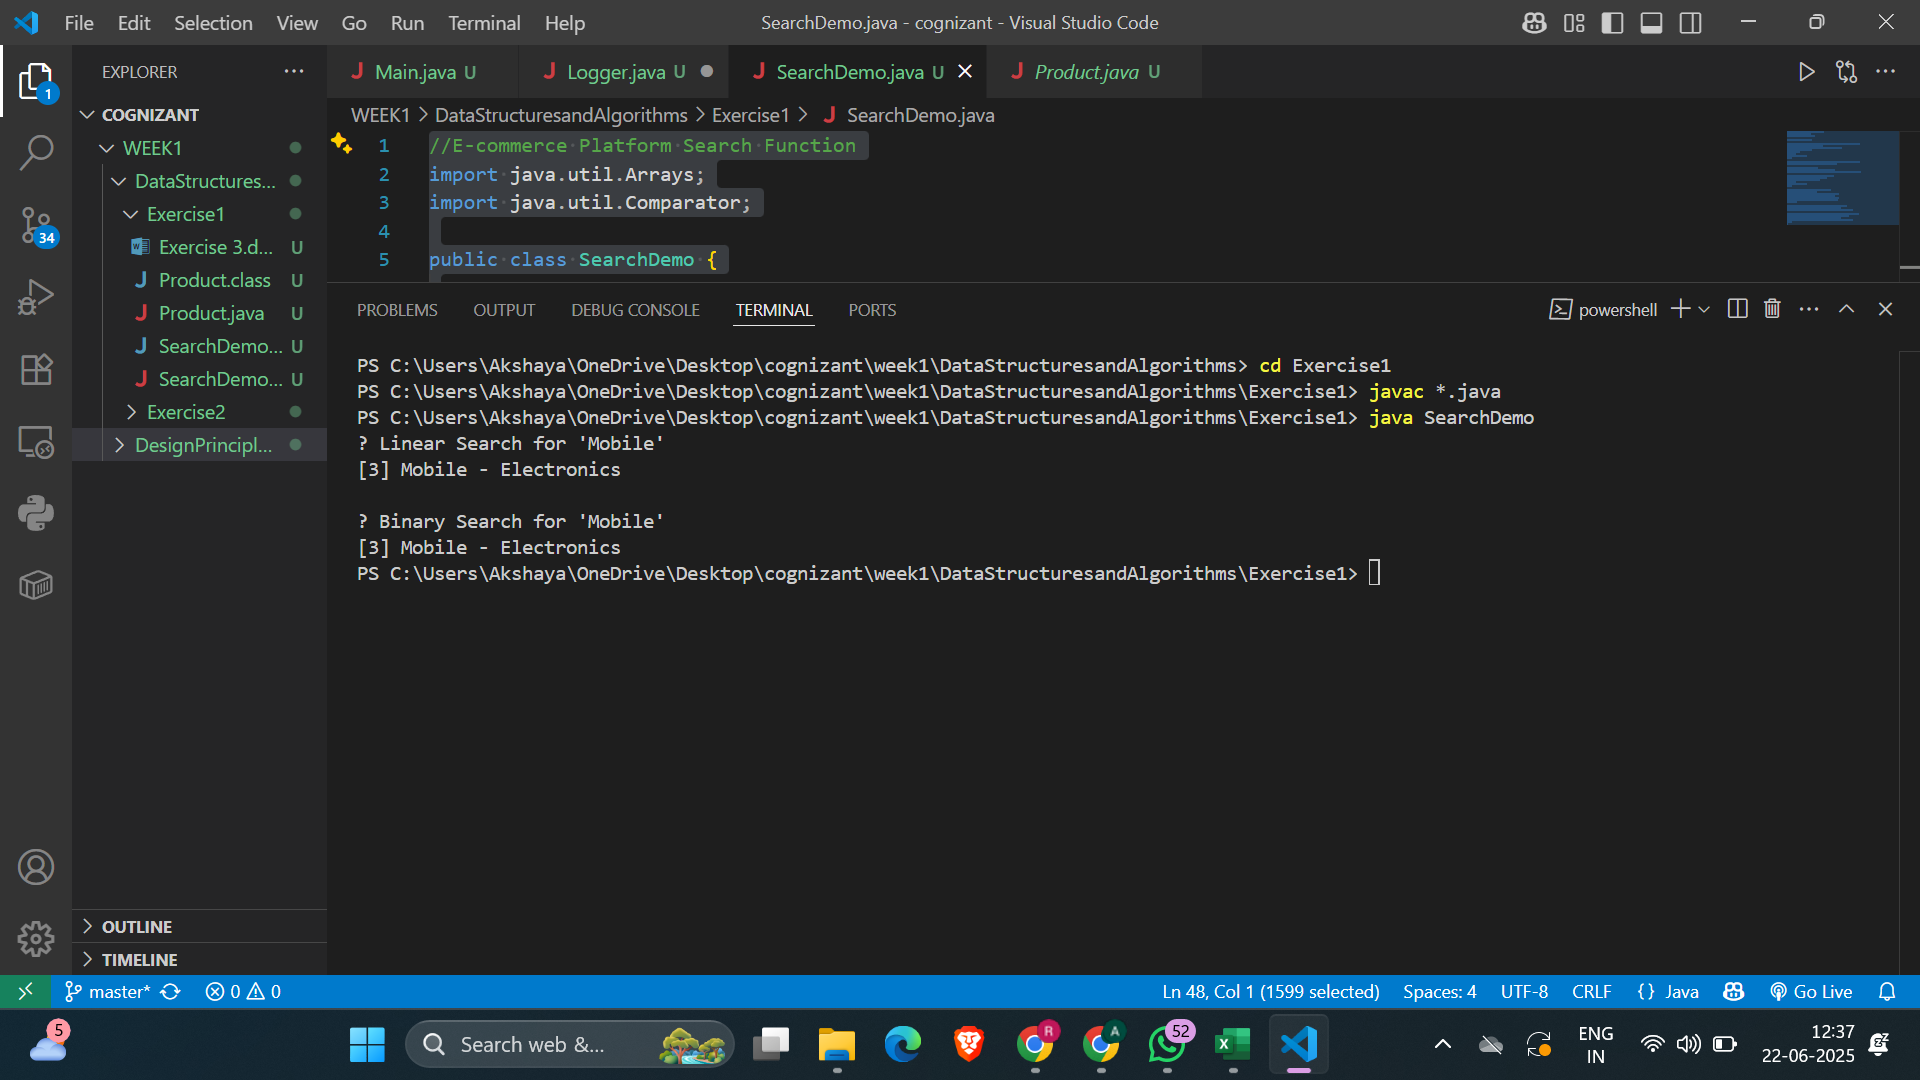 File Edit Selection View Go Run Terminal Help
SearchDemo.java - cognizant - Visual Studio Code
EXPLORER
1
34
COGNIZANT
WEEK1
DataStructures...
Exercise1
Exercise 3.d... U
Product.class U
Product.java U
SearchDemo... U
SearchDemo... U
Exercise2
DesignPrincipl...
OUTLINE
TIMELINE
Main.java U
Logger.java U
SearchDemo.java U
Product.java U
WEEK1 > DataStructuresandAlgorithms > Exercise1 > SearchDemo.java
1 //E-commerce Platform Search Function
2 import java.util.Arrays;
3 import java.util.Comparator;
4
5 public class SearchDemo {
PROBLEMS OUTPUT DEBUG CONSOLE TERMINAL PORTS
powershell
PS C:\Users\Akshaya\OneDrive\Desktop\cognizant\week1\DataStructuresandAlgorithms> cd Exercise1
PS C:\Users\Akshaya\OneDrive\Desktop\cognizant\week1\DataStructuresandAlgorithms\Exercise1> javac *.java
PS C:\Users\Akshaya\OneDrive\Desktop\cognizant\week1\DataStructuresandAlgorithms\Exercise1> java SearchDemo
? Linear Search for 'Mobile'
[3] Mobile - Electronics
? Binary Search for 'Mobile'
[3] Mobile - Electronics
PS C:\Users\Akshaya\OneDrive\Desktop\cognizant\week1\DataStructuresandAlgorithms\Exercise1>
master* 0 0
Ln 48, Col 1 (1599 selected) Spaces: 4 UTF-8 CRLF {} Java Go Live
5
Search web &...
R
A
52
ENG
IN
12:37
22-06-2025